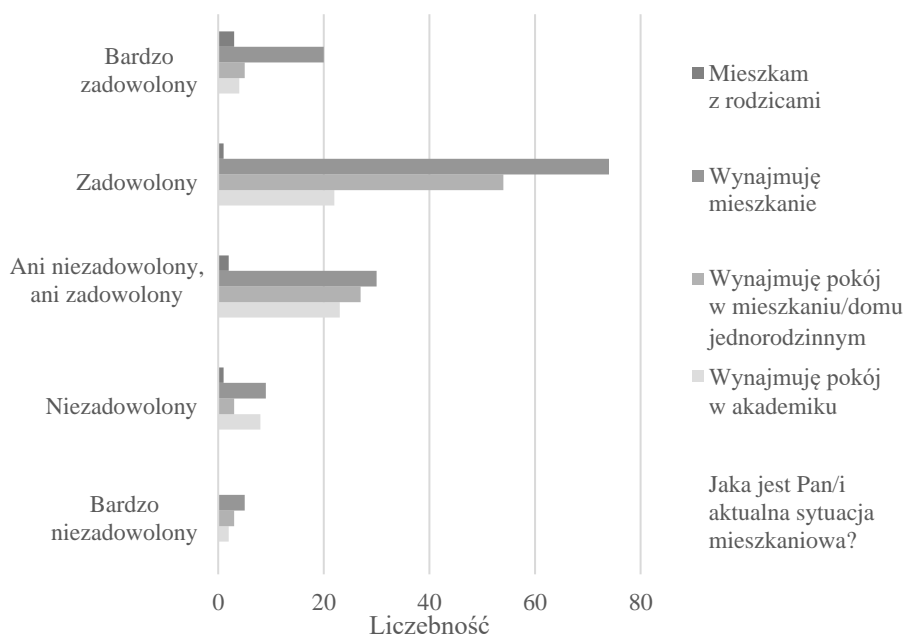 Bardzo
zadowolony
Zadowolony
Ani niezadowolony,
ani zadowolony
Niezadowolony
Bardzo
niezadowolony
0 20 40 60 80
Liczebność
Mieszkam
z rodzicami
Wynajmuję
mieszkanie
Wynajmuję pokój
w mieszkaniu/domu
jednorodzinnym
Wynajmuję pokój
w akademiku
Jaka jest Pan/i
aktualna sytuacja
mieszkaniowa?